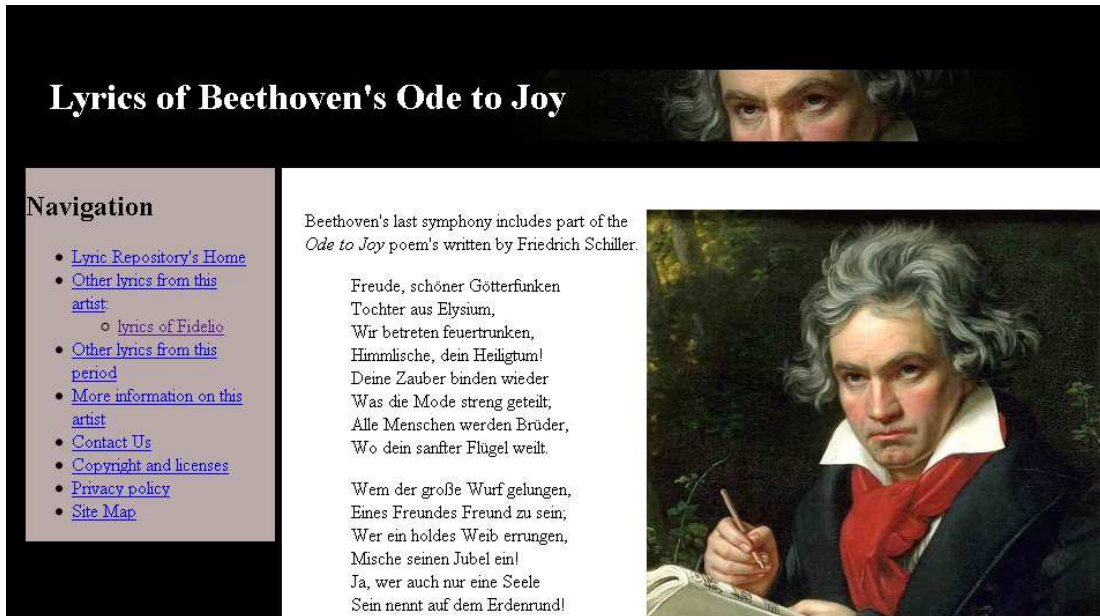 Lyrics of Beethoven's Ode to Joy
Navigation
Lyric Repository's Home
Other lyrics from this
artist:
lyrics of Fidelio
Other lyrics from this
period
More information on this
artist
Contact Us
Copyright and licenses
Privacy policy
Site Map
Beethoven's last symphony includes part of the
Ode to Joy poem's written by Friedrich Schiller.
Freude, schöner Götterfunken
Tochter aus Elysium,
Wir betreten feuertrunken,
Himmlische, dein Heiligtum!
Deine Zauber binden wieder
Was die Mode streng geteilt;
Alle Menschen werden Brüder,
Wo dein sanfter Flügel weilt.
Wem der große Wurf gelungen,
Eines Freundes Freund zu sein;
Wer ein holdes Weib errungen,
Mische seinen Jubel ein!
Ja, wer auch nur eine Seele
Sein nennt auf dem Erdenrund!